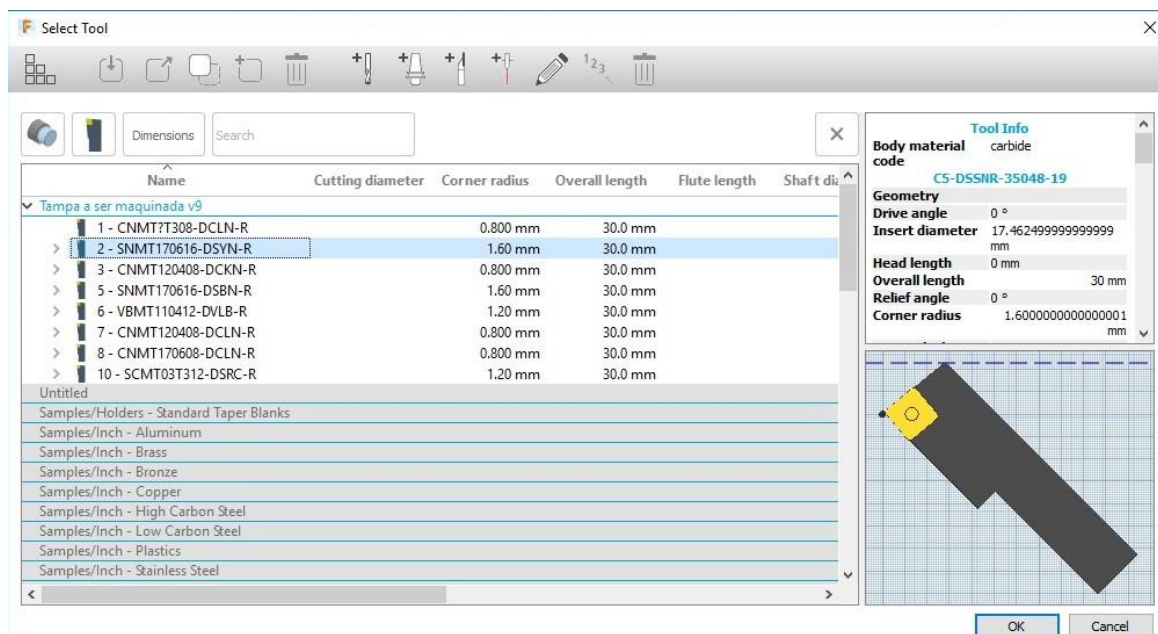 Select Tool
1 2 3
Dimensions
Search
Name Cutting diameter Corner radius Overall length Flute length Shaft dia
Tampa a ser maquinada v9
1 - CNMT?T308-DCLN-R 0.800 mm 30.0 mm
2 - SNMT170616-DSYN-R 1.60 mm 30.0 mm
3 - CNMT120408-DCKN-R 0.800 mm 30.0 mm
5 - SNMT170616-DSBN-R 1.60 mm 30.0 mm
6 - VBMT110412-DVLB-R 1.20 mm 30.0 mm
7 - CNMT120408-DCLN-R 0.800 mm 30.0 mm
8 - CNMT170608-DCLN-R 0.800 mm 30.0 mm
10 - SCMT03T312-DSRC-R 1.20 mm 30.0 mm
Untitled
Samples/Holders - Standard Taper Blanks
Samples/Inch - Aluminum
Samples/Inch - Brass
Samples/Inch - Bronze
Samples/Inch - Copper
Samples/Inch - High Carbon Steel
Samples/Inch - Low Carbon Steel
Samples/Inch - Plastics
Samples/Inch - Stainless Steel
Tool Info
Body material carbide
code
C5-DSSNR-35048-19
Geometry
Drive angle 0 °
Insert diameter 17.462499999999999
mm
Head length 0 mm
Overall length 30 mm
Relief angle 0 °
Corner radius 1.6000000000000001
mm
OK Cancel